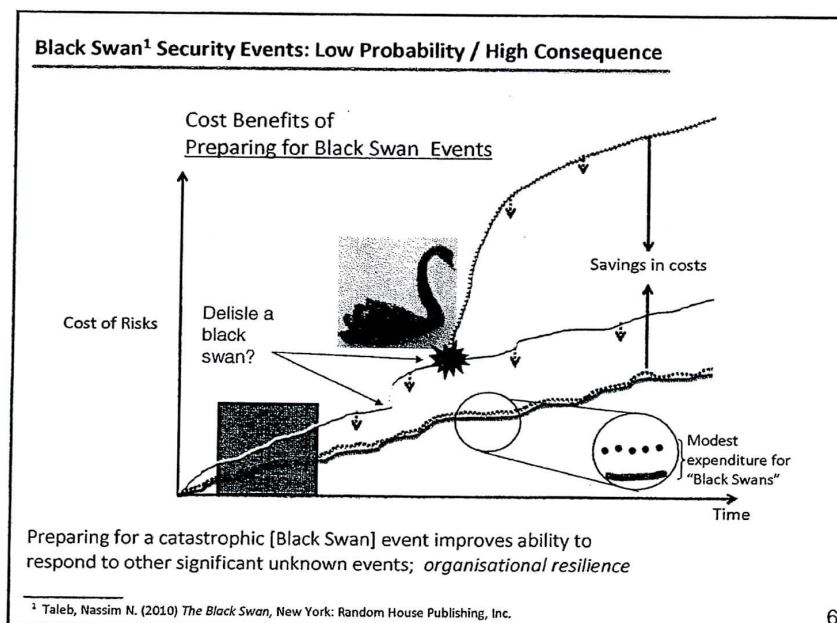 Black Swan¹ Security Events: Low Probability / High Consequence
Cost Benefits of
Preparing for Black Swan Events
Savings in costs
Delisle a
black
swan?
Cost of Risks
Modest
expenditure for
"Black Swans"
Time
Preparing for a catastrophic [Black Swan] event improves ability to
respond to other significant unknown events; organisational resilience
¹ Taleb, Nassim N. (2010) The Black Swan, New York: Random House Publishing, Inc.
6